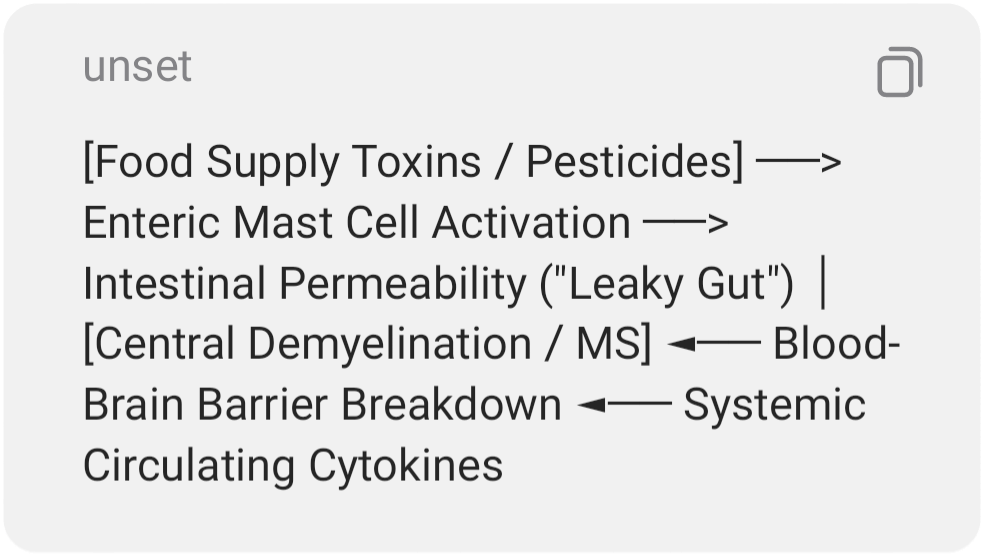 unset
[Food Supply Toxins / Pesticides] ──>
Enteric Mast Cell Activation ──>
Intestinal Permeability ("Leaky Gut") │
[Central Demyelination / MS] ◄── Blood-
Brain Barrier Breakdown ◄── Systemic
Circulating Cytokines